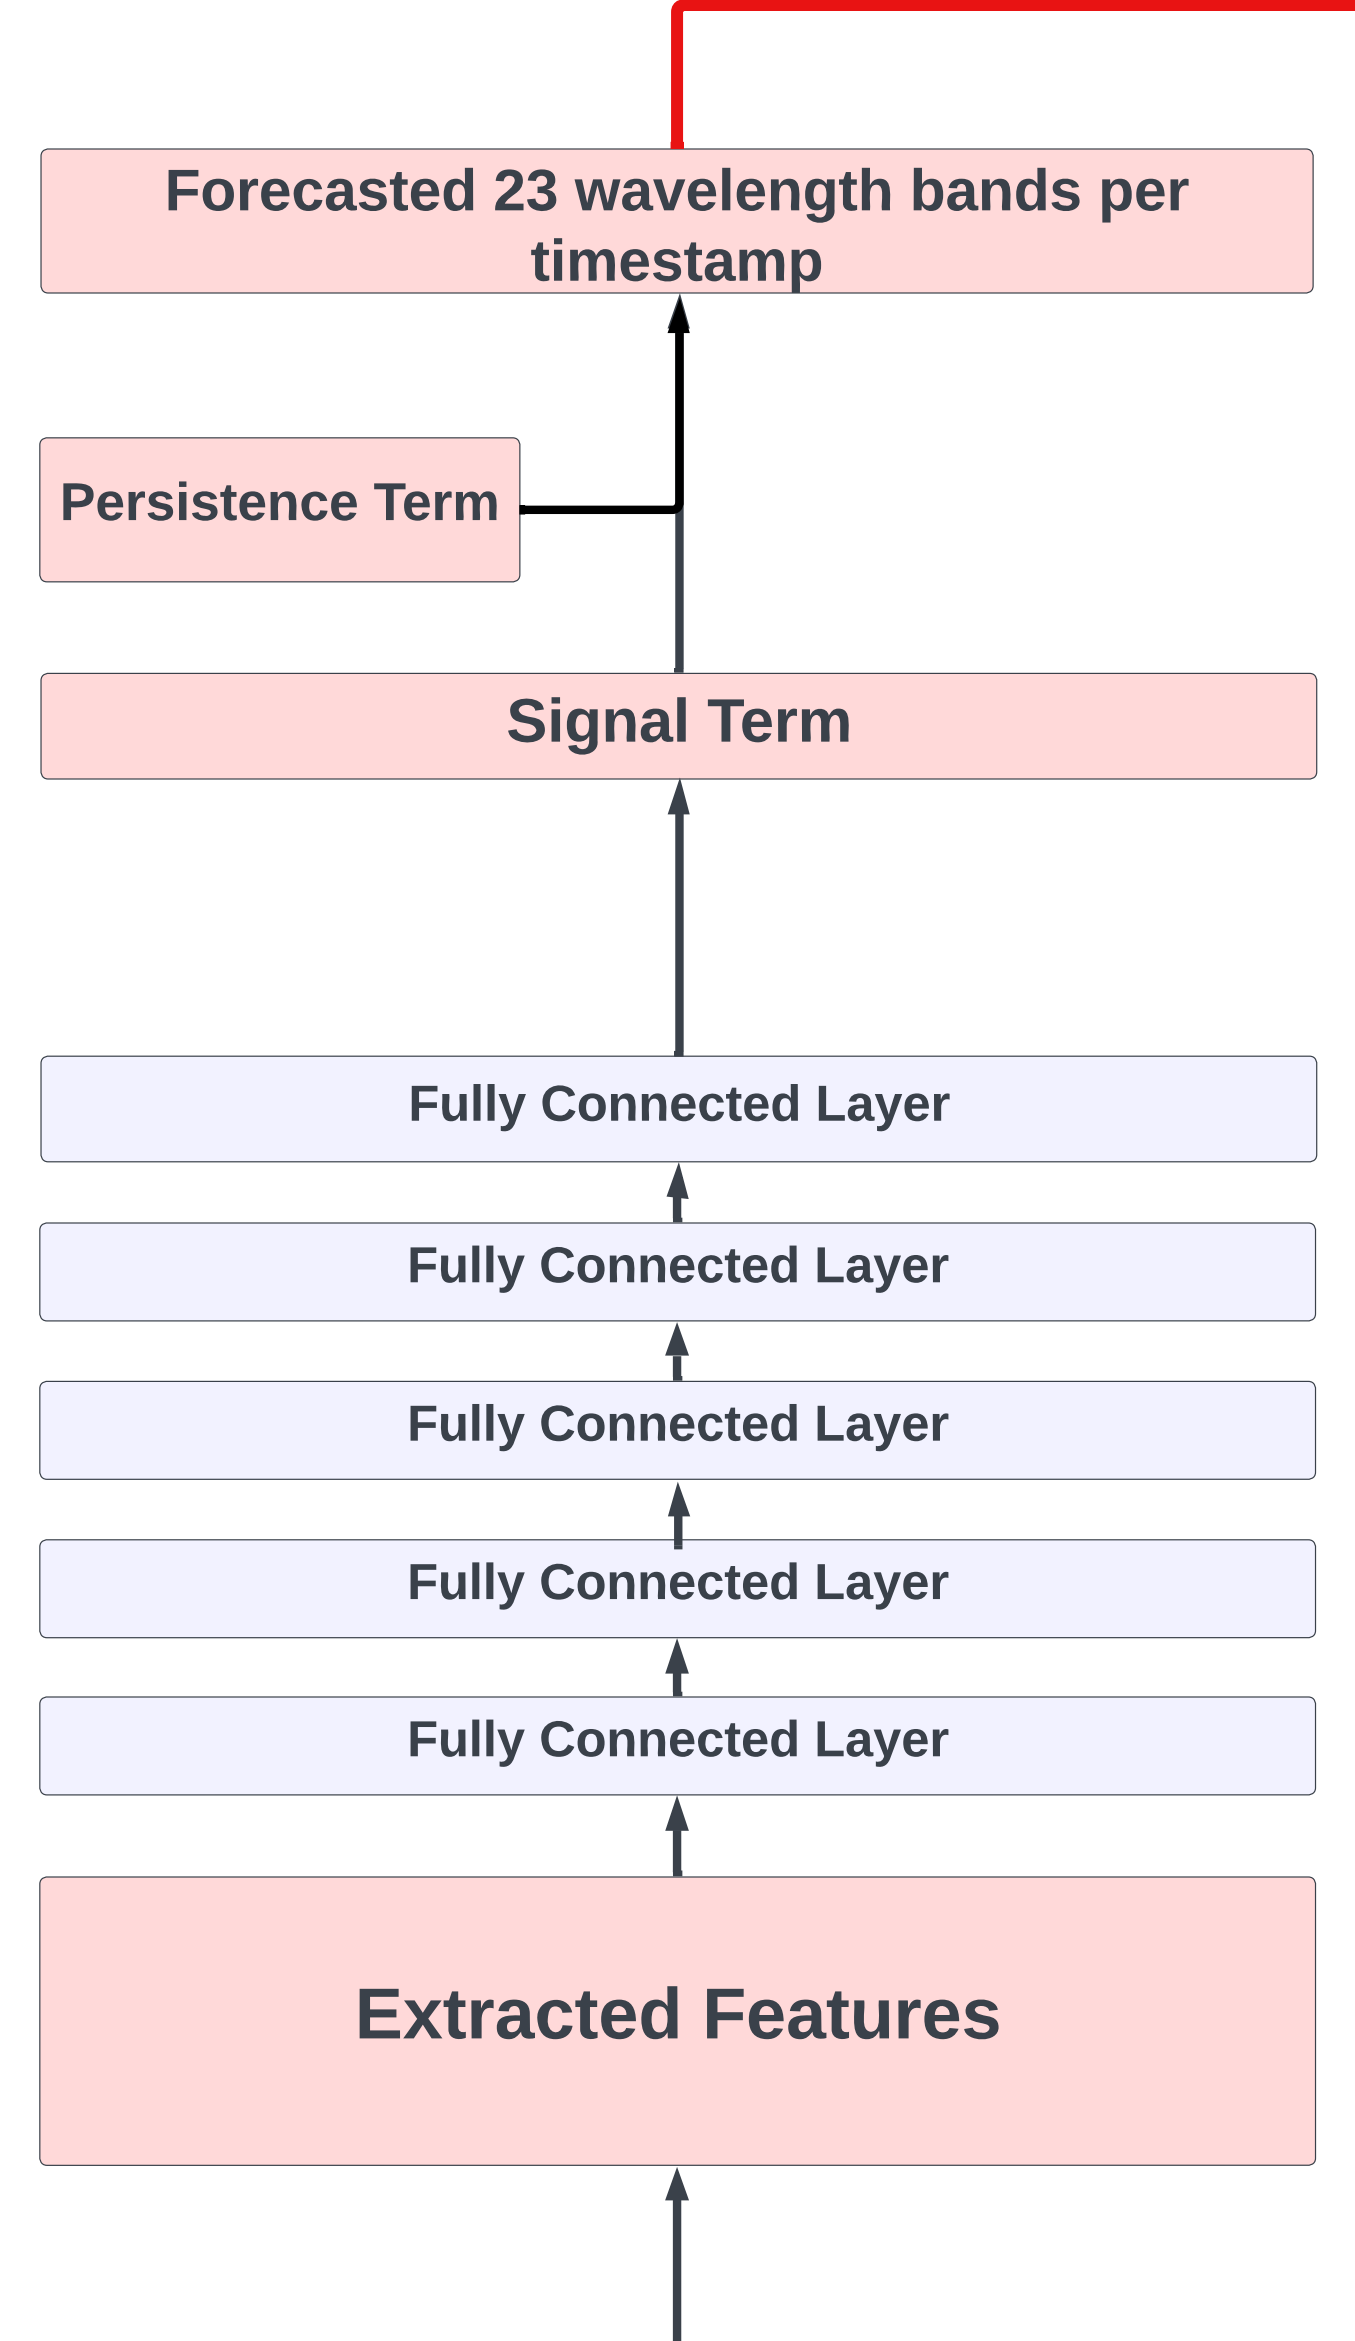 Forecasted 23 wavelength bands per
timestamp
Persistence Term
Signal Term
Fully Connected Layer
Fully Connected Layer
Fully Connected Layer
Fully Connected Layer
Fully Connected Layer
Extracted Features